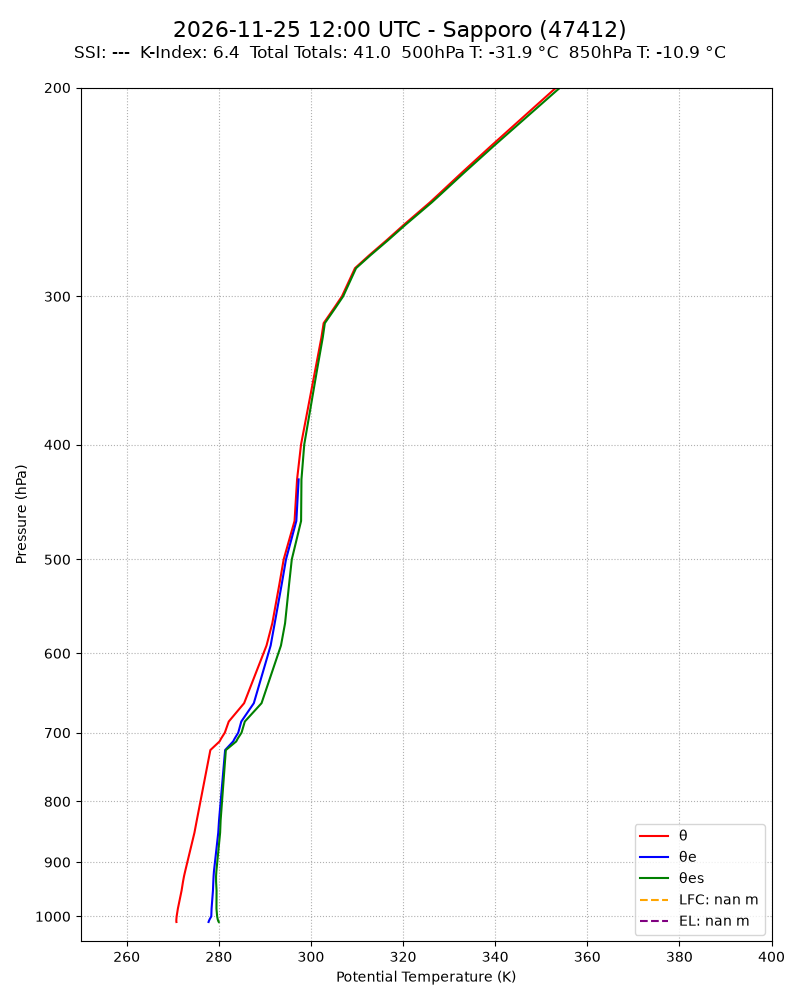 2026-11-25 12:00 UTC - Sapporo (47412)
SSI: ---  K-Index: 6.4  Total Totals: 41.0  500hPa T: -31.9 °C  850hPa T: -10.9 °C
200
300
400
500
600
700
800
900
1000
Pressure (hPa)
θ
θe
θes
LFC: nan m
EL: nan m
260 280 300 320 340 360 380 400
Potential Temperature (K)